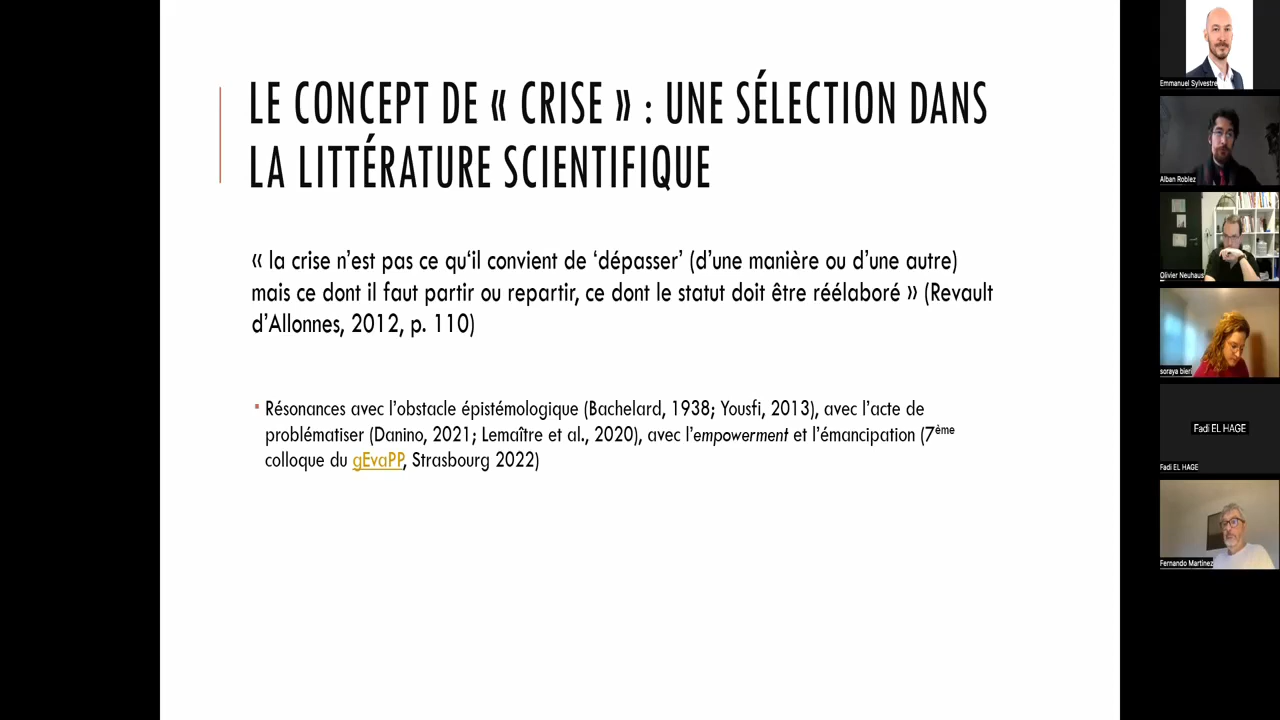 LE CONCEPT DE « CRISE » : UNE SÉLECTION DANS
LA LITTÉRATURE SCIENTIFIQUE
« la crise n’est pas ce qu‘il convient de ‘dépasser’ (d’une manière ou d’une autre)
mais ce dont il faut partir ou repartir, ce dont le statut doit être réélaboré » (Revault
d’Allonnes, 2012, p. 110)
Résonances avec l’obstacle épistémologique (Bachelard, 1938; Yousfi, 2013), avec l’acte de
problématiser (Danino, 2021; Lemaître et al., 2020), avec l’empowerment et l’émancipation (7ème
colloque du gEvaPP, Strasbourg 2022)
Emmanuel Sylvestre
Alban Roblez
Olivier Neuhaus
soraya bieri
Fadi EL HAGE
Fadi EL HAGE
Fernando Martinez